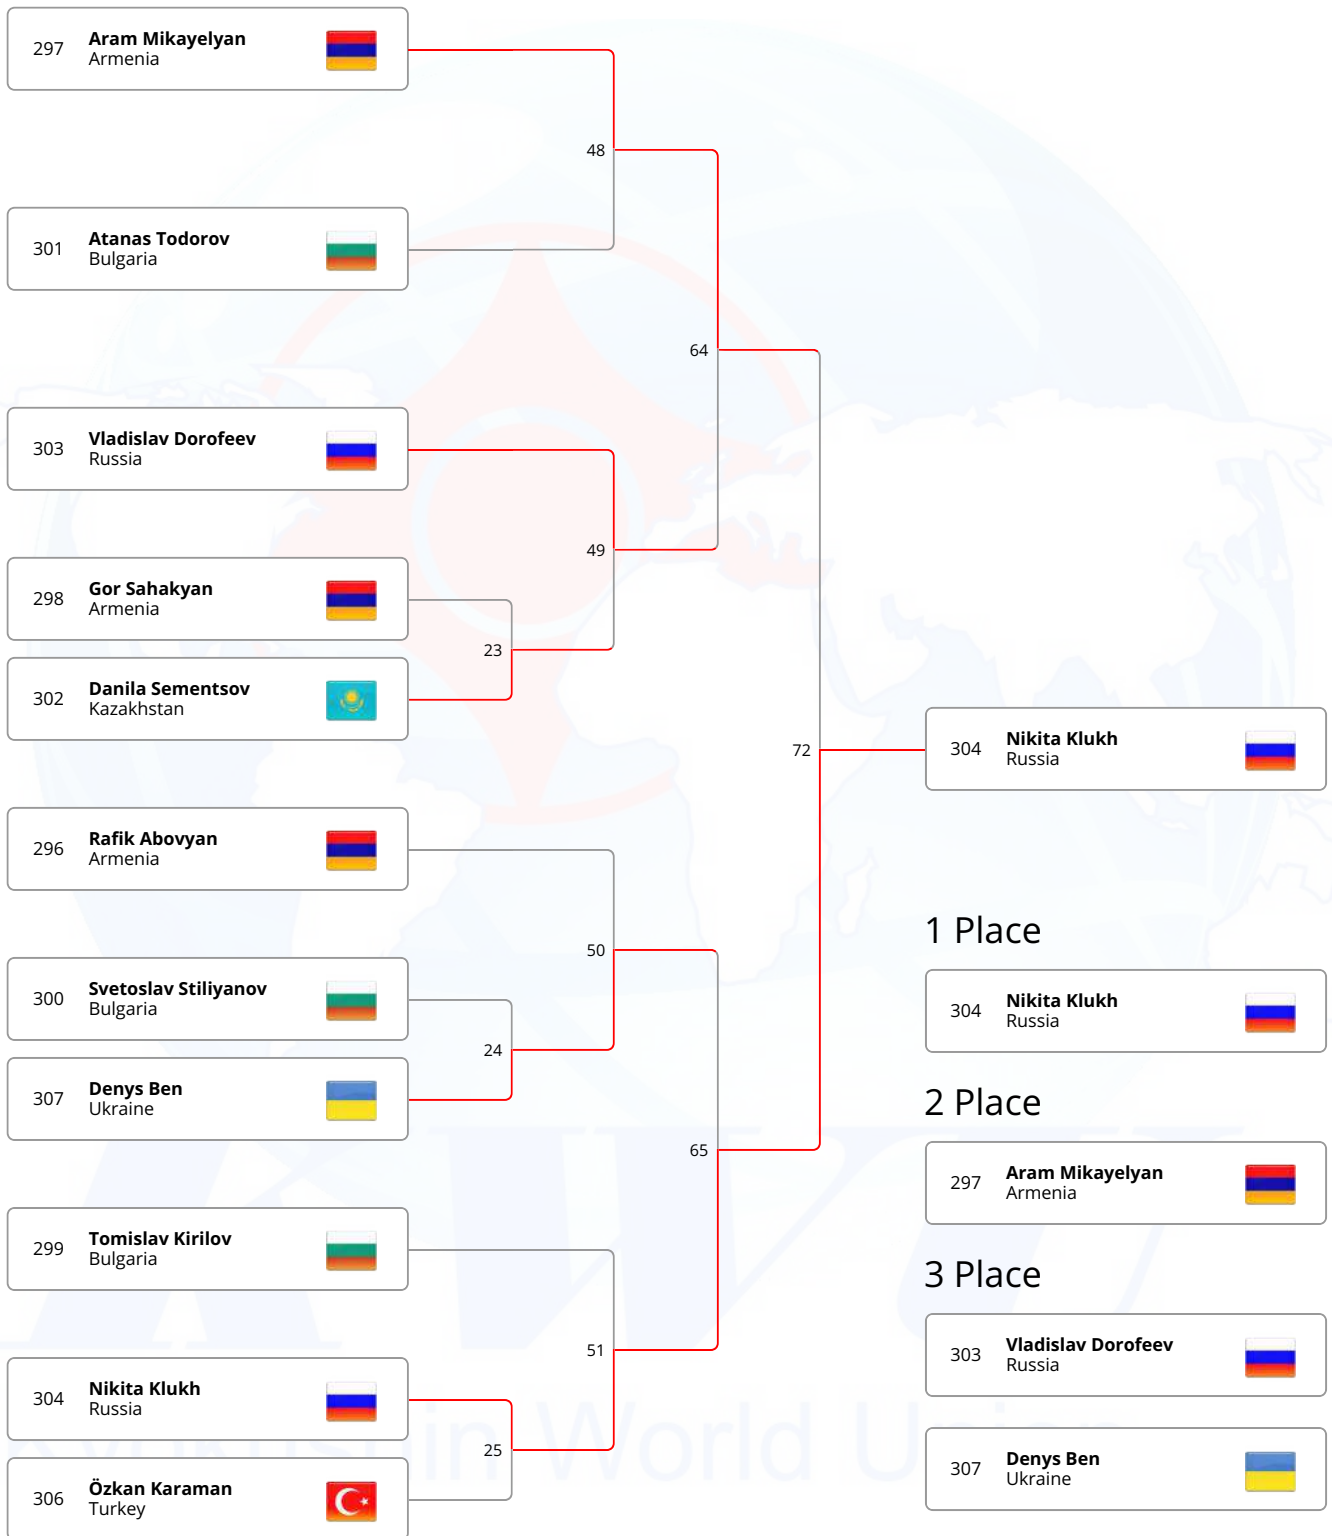 297
Aram Mikayelyan
Armenia
48
301
Atanas Todorov
Bulgaria
64
303
Vladislav Dorofeev
Russia
49
298
Gor Sahakyan
Armenia
23
302
Danila Sementsov
Kazakhstan
72
304
Nikita Klukh
Russia
296
Rafik Abovyan
Armenia
50
300
Svetoslav Stiliyanov
Bulgaria
24
307
Denys Ben
Ukraine
65
299
Tomislav Kirilov
Bulgaria
51
304
Nikita Klukh
Russia
25
306
Özkan Karaman
Turkey
1 Place
304
Nikita Klukh
Russia
2 Place
297
Aram Mikayelyan
Armenia
3 Place
303
Vladislav Dorofeev
Russia
307
Denys Ben
Ukraine
KWU
Kyokushin World Union